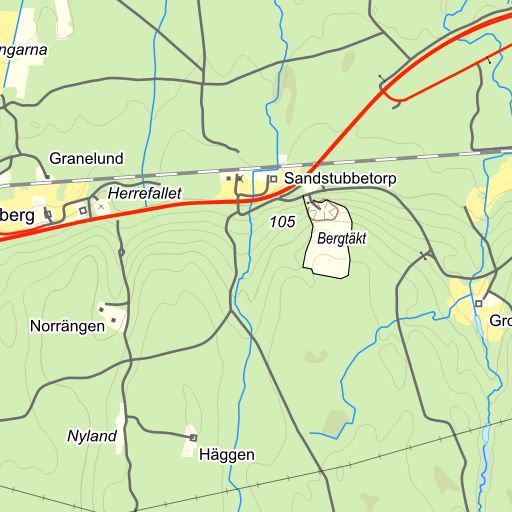 ngarna
Granelund
Herrefallet
Sandstubbetorp
berg
105
Bergtäkt
Norrängen
Gro
Nyland
Häggen